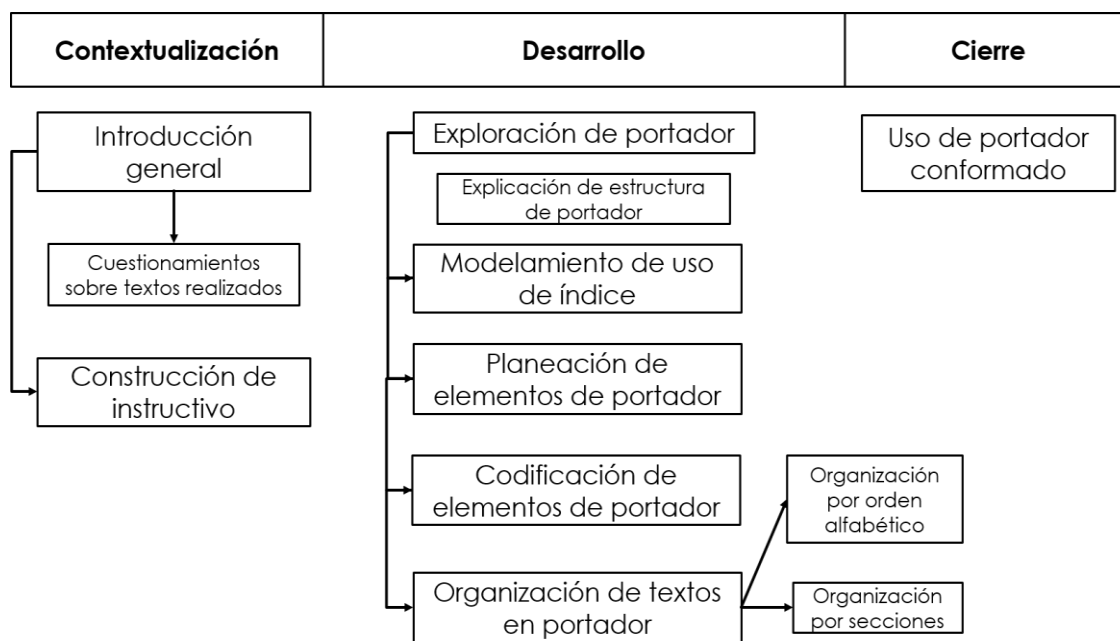 Contextualización
Desarrollo
Cierre
Introducción
general
Cuestionamientos
sobre textos realizados
Construcción de
instructivo
Exploración de portador
Explicación de estructura
de portador
Modelamiento de uso
de índice
Planeación de
elementos de portador
Codificación de
elementos de portador
Organización de textos
en portador
Organización
por orden
alfabético
Organización
por secciones
Uso de portador
conformado